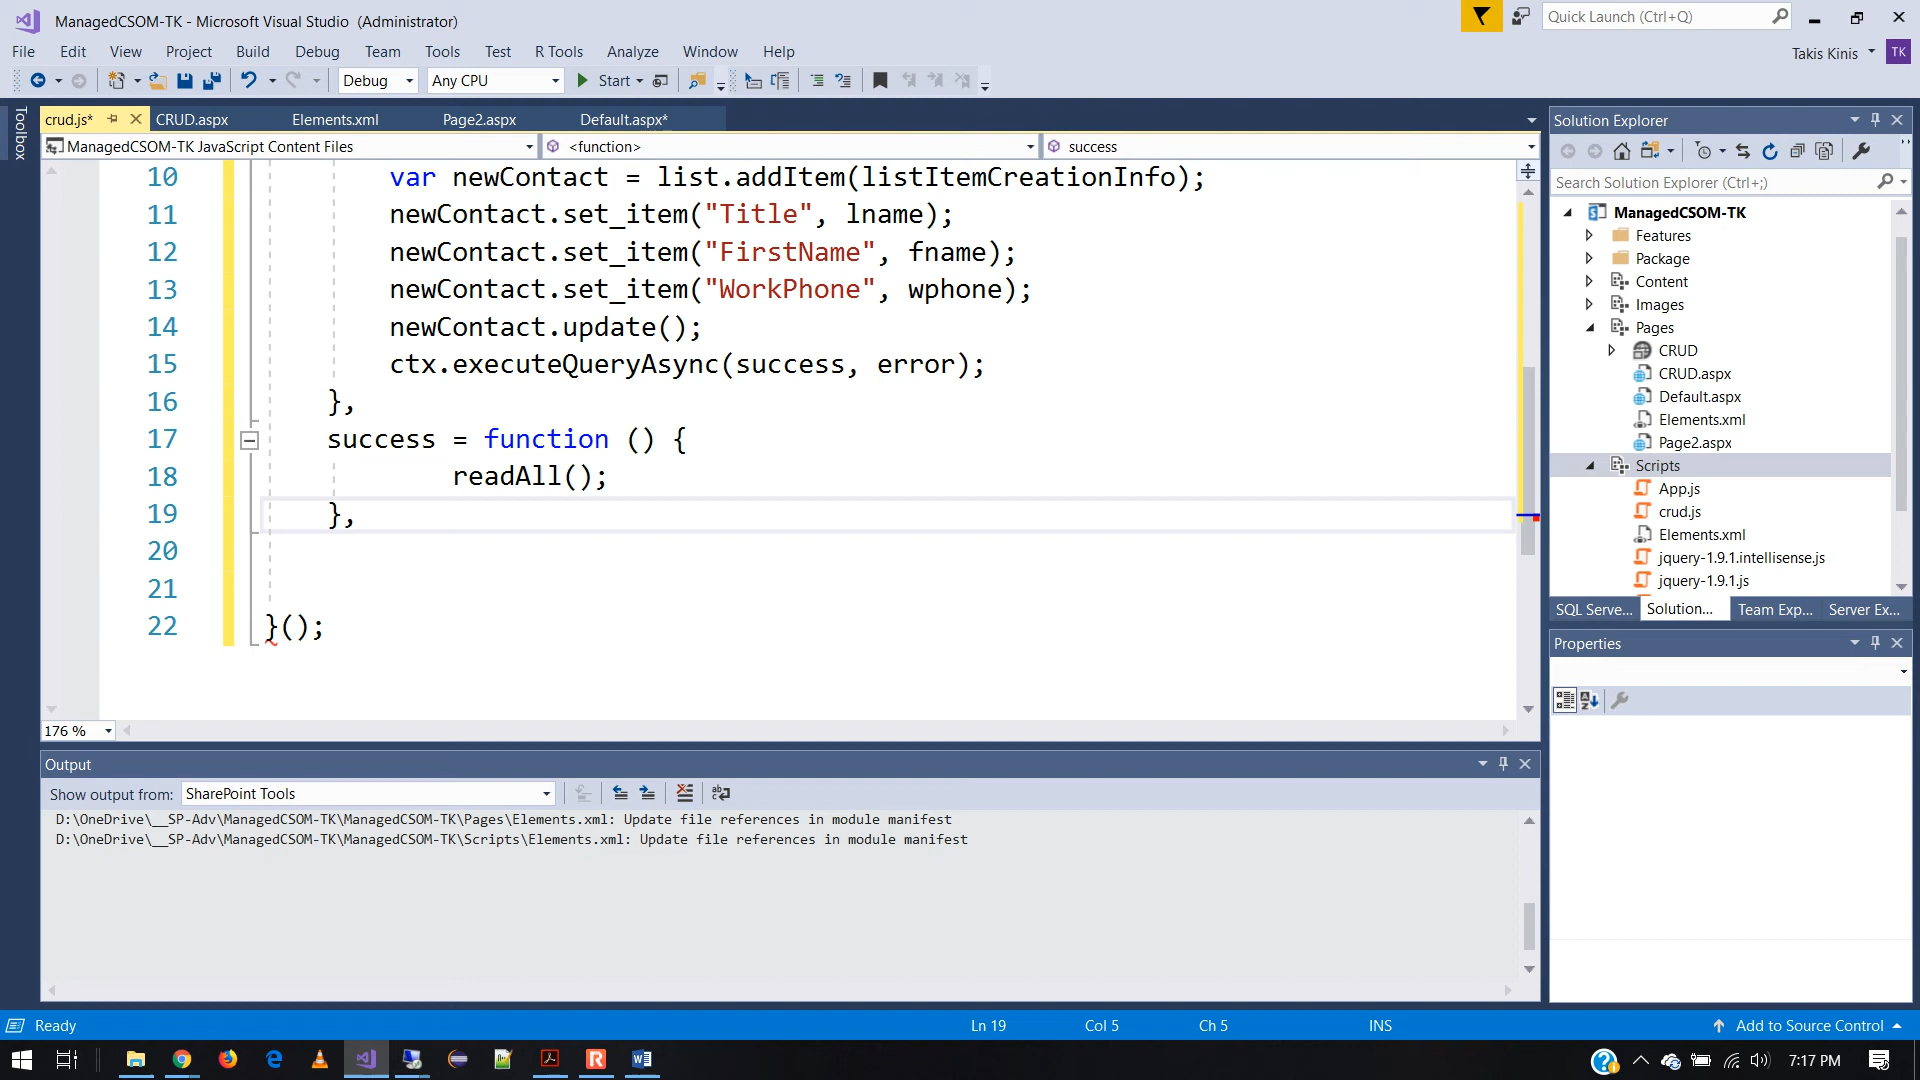 ManagedCSOM-TK - Microsoft Visual Studio (Administrator)
Quick Launch (Ctrl+Q)
File Edit View Project Build Debug Team Tools Test R Tools Analyze Window Help
Takis Kinis TK
Debug Any CPU Start
Toolbox
crud.js* CRUD.aspx Elements.xml Page2.aspx Default.aspx*
ManagedCSOM-TK JavaScript Content Files <function> success
10 var newContact = list.addItem(listItemCreationInfo);
11 newContact.set_item("Title", lname);
12 newContact.set_item("FirstName", fname);
13 newContact.set_item("WorkPhone", wphone);
14 newContact.update();
15 ctx.executeQueryAsync(success, error);
16 },
17 success = function () {
18 readAll();
19 },
20
21
22 }();
176 %
Solution Explorer
Search Solution Explorer (Ctrl+;)
ManagedCSOM-TK
Features
Package
Content
Images
Pages
CRUD
CRUD.aspx
Default.aspx
Elements.xml
Page2.aspx
Scripts
App.js
crud.js
Elements.xml
jquery-1.9.1.intellisense.js
jquery-1.9.1.js
SQL Serve... Solution... Team Exp... Server Ex...
Properties
Output
Show output from: SharePoint Tools
D:\OneDrive\__SP-Adv\ManagedCSOM-TK\ManagedCSOM-TK\Pages\Elements.xml: Update file references in module manifest
D:\OneDrive\__SP-Adv\ManagedCSOM-TK\ManagedCSOM-TK\Scripts\Elements.xml: Update file references in module manifest
Ready Ln 19 Col 5 Ch 5 INS Add to Source Control
7:17 PM